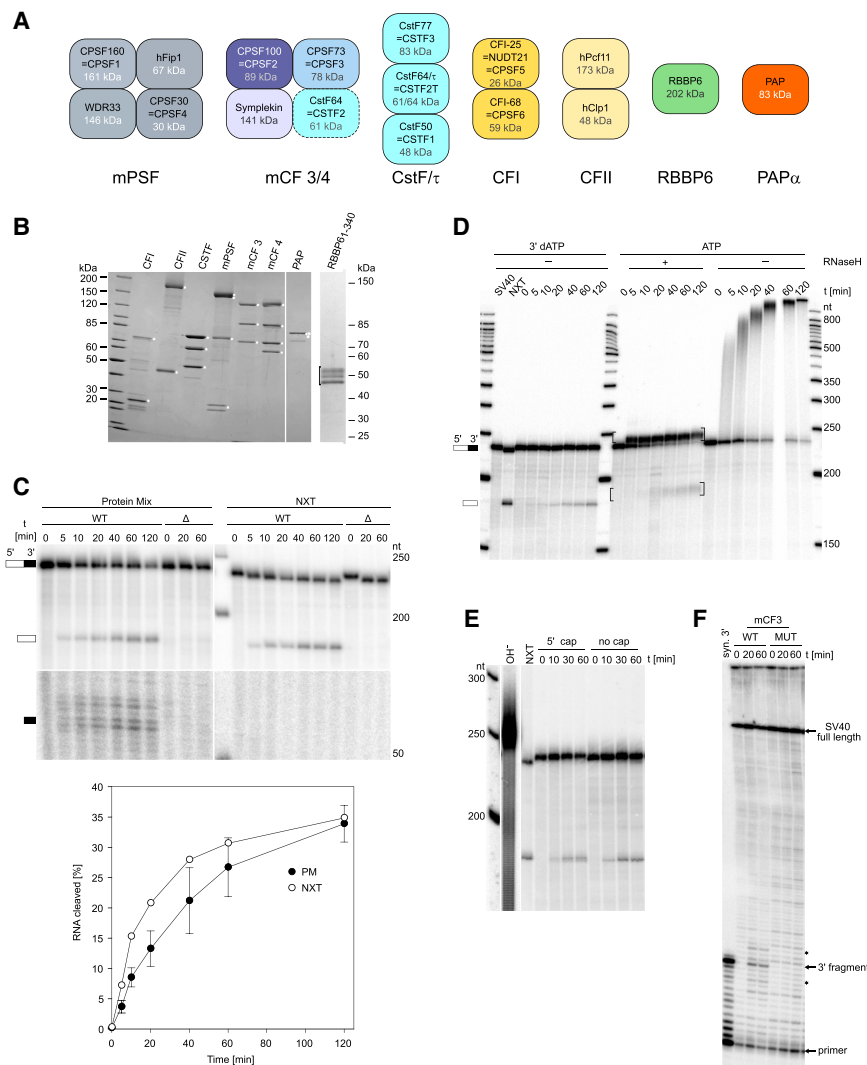 A
CPSF160
=CPSF1
161 kDa
hFip1
67 kDa
WDR33
146 kDa
CPSF30
=CPSF4
30 kDa
mPSF
CPSF100
=CPSF2
89 kDa
CPSF73
=CPSF3
78 kDa
Symplekin
141 kDa
CstF64
=CSTF2
61 kDa
mCF 3/4
CstF77
=CSTF3
83 kDa
CstF64/τ
=CSTF2T
61/64 kDa
CstF50
=CSTF1
48 kDa
CstF/τ
CFI-25
=NUDT21
=CPSF5
26 kDa
CFI-68
=CPSF6
59 kDa
CFI
hPcf11
173 kDa
hClp1
48 kDa
CFII
RBBP6
202 kDa
RBBP6
PAP
83 kDa
PAPα
B
kDa
CFI
CFII
CSTF
mPSF
mCF 3
mCF 4
PAP
RBBP61-340
200
150
120
85
60
50
30
20
kDa
120
85
70
60
50
40
30
20
kDa
150
70
60
50
40
30
25
C
Protein Mix
NXT
t
[min]
WT
Δ
WT
Δ
0 5 10 20 40 60 120 0 20 60
0 5 10 20 40 60 120 0 20 60
nt
5' 3'
250
200
50
RNA cleaved [%]
40
35
30
25
20
15
10
5
0
PM
NXT
0 20 40 60 80 100 120
Time [min]
D
3' dATP
ATP
−
+
−
RNaseH
SV40
NXT
0 5 10 20 40 60 120
0 5 10 20 40 60 120
0 5 10 20 40 60 120
t [min]
nt
800
500
350
300
250
200
150
5' 3'
E
nt
OH⁻
NXT
5' cap
no cap
0 10 30 60
0 10 30 60
t [min]
300
250
200
F
syn. 3'
mCF3
WT
MUT
0 20 60
0 20 60
t [min]
SV40
full length
*
3' fragment
*
primer